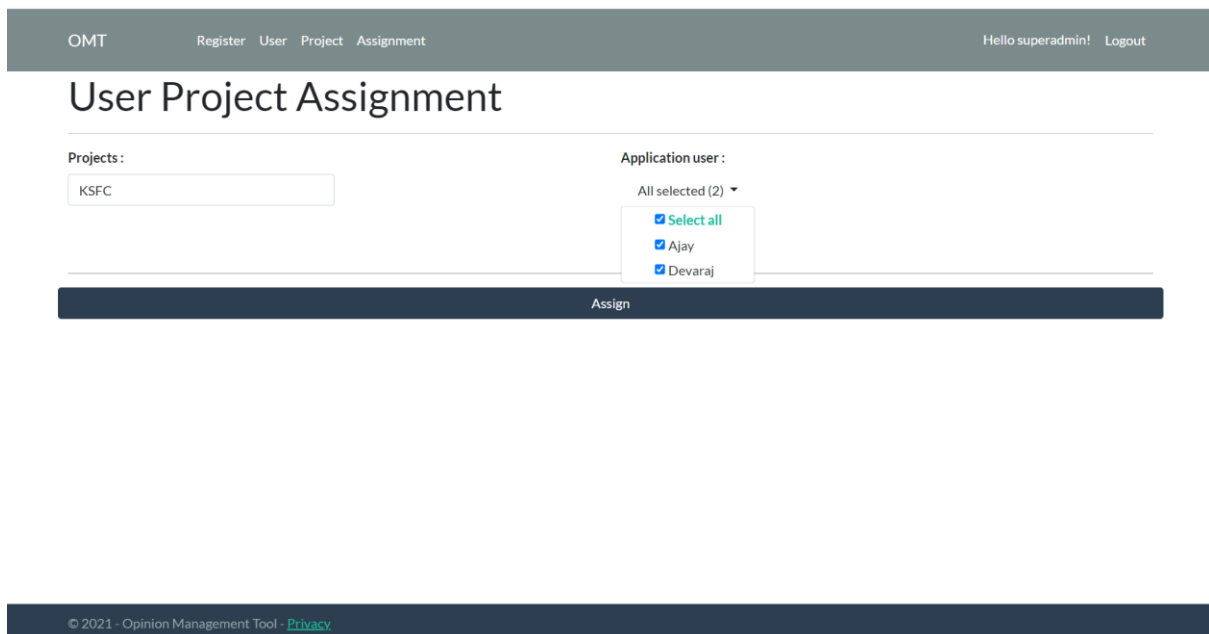 OMT Register User Project Assignment Hello superadmin! Logout
User Project Assignment
Projects : Application user :
KSFC All selected (2)
Select all
Ajay
Devaraj
Assign
© 2021 - Opinion Management Tool - Privacy